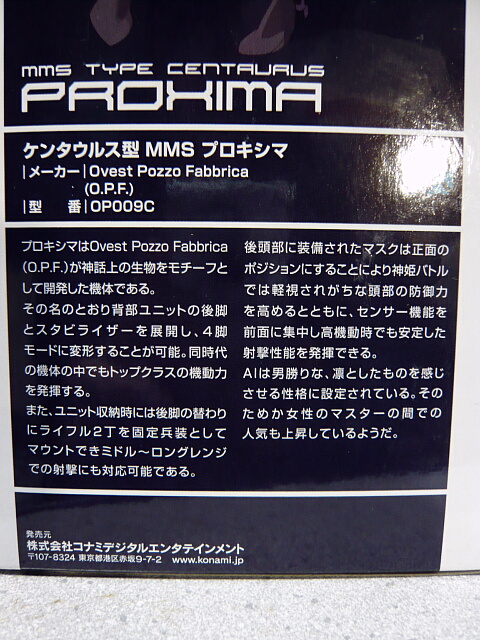 MMS TYPE CENTAURUS
PROXIMA
ケンタウルス型 MMS プロキシマ
|メーカー|Ovest Pozzo Fabbrica
(O.P.F.)
|型　番|OP009C
プロキシマはOvest Pozzo Fabbrica
(O.P.F.)が神話上の生物をモチーフと
して開発した機体である。
その名のとおり背部ユニットの後脚
とスタビライザーを展開し、4脚
モードに変形することが可能。同時代
の機体の中でもトップクラスの機動力
を発揮する。
また、ユニット収納時には後脚の替わり
にライフル2丁を固定兵装として
マウントできミドル〜ロングレンジ
での射撃にも対応可能である。
後頭部に装備されたマスクは正面の
ポジションにすることにより神姫バトル
では軽視されがちな頭部の防御力
を高めるとともに、センサー機能を
前面に集中し高機動時でも安定した
射撃性能を発揮できる。
AIは男勝りな、凛としたものを感じ
させる性格に設定されている。その
ためか女性のマスターの間での
人気も上昇しているようだ。
発売元
株式会社コナミデジタルエンタテインメント
〒107-8324 東京都港区赤坂9-7-2　www.konami.jp